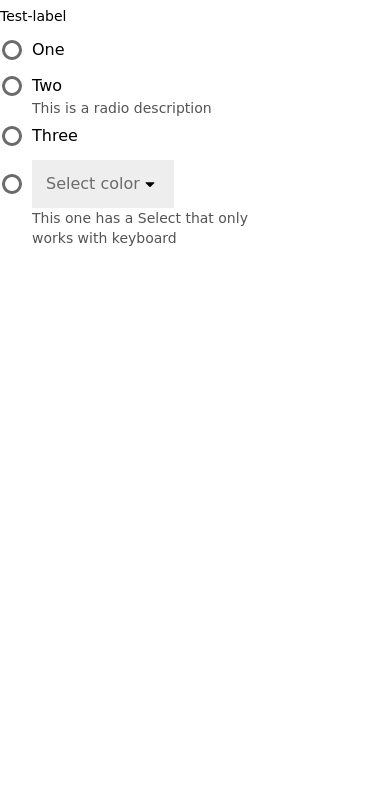 Test-label
One
Two
This is a radio description
Three
Select color
This one has a Select that only
works with keyboard